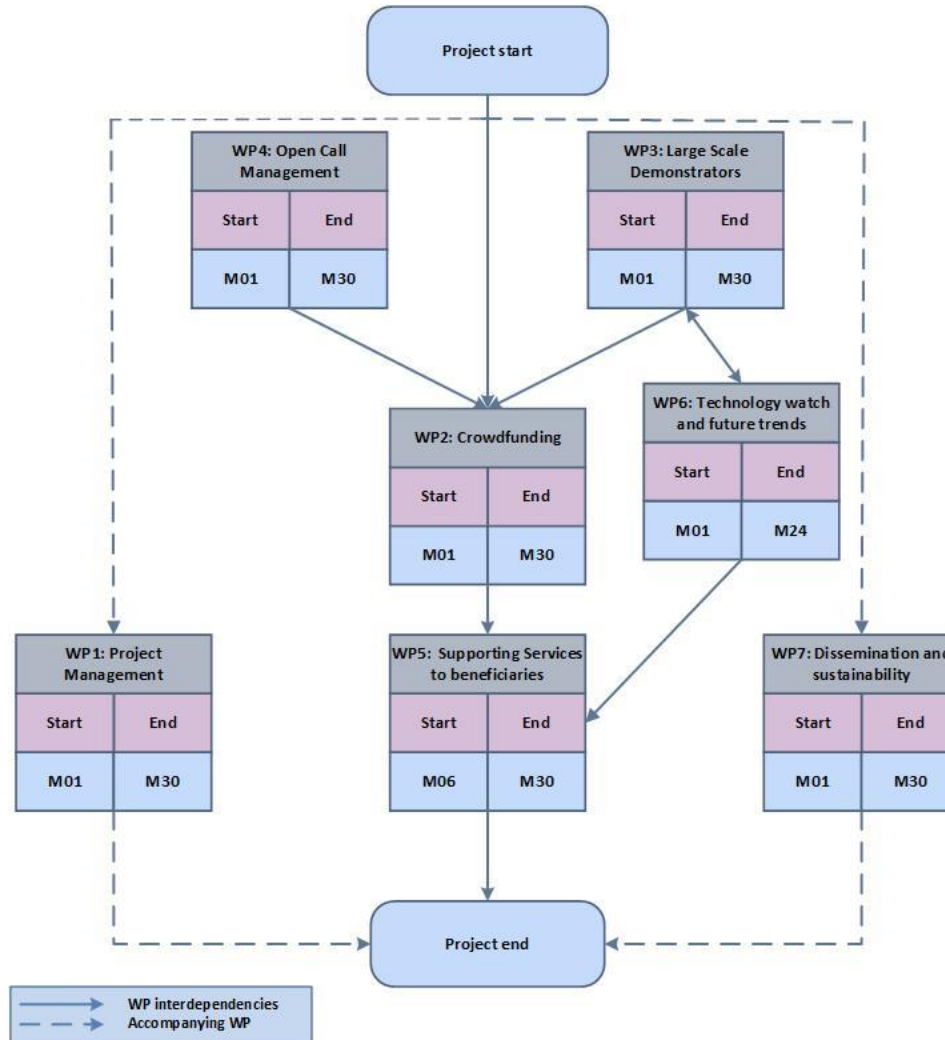 Project start
WP4: Open Call
Management
Start
End
M01
M30
WP3: Large Scale
Demonstrators
Start
End
M01
M30
WP6: Technology watch
and future trends
Start
End
M01
M24
WP2: Crowdfunding
Start
End
M01
M30
WP1: Project
Management
Start
End
M01
M30
WP5: Supporting Services
to beneficiaries
Start
End
M06
M30
WP7: Dissemination and
sustainability
Start
End
M01
M30
Project end
WP interdependencies
Accompanying WP